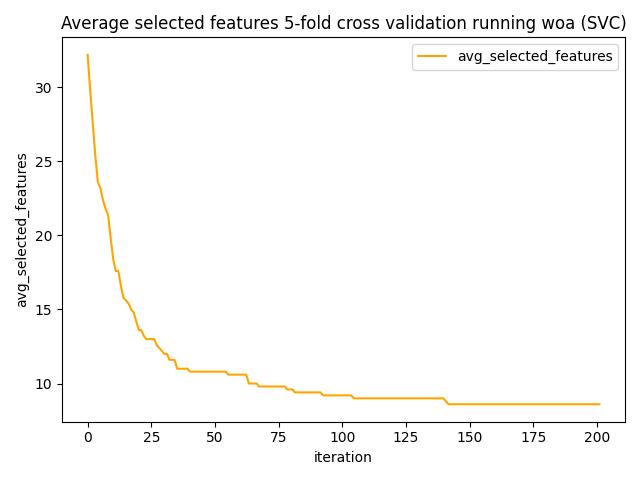 Average selected features 5-fold cross validation running woa (SVC)
avg_selected_features
avg_selected_features
30
25
20
15
10
0 25 50 75 100 125 150 175 200
iteration